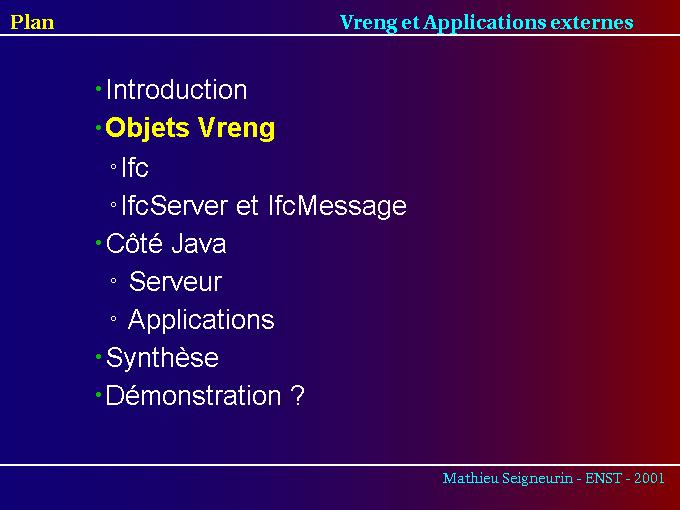 Plan
Vreng et Applications externes
•Introduction
•Objets Vreng
◦Ifc
◦IfcServer et IfcMessage
•Côté Java
◦ Serveur
◦ Applications
•Synthèse
•Démonstration ?
Mathieu Seigneurin - ENST - 2001